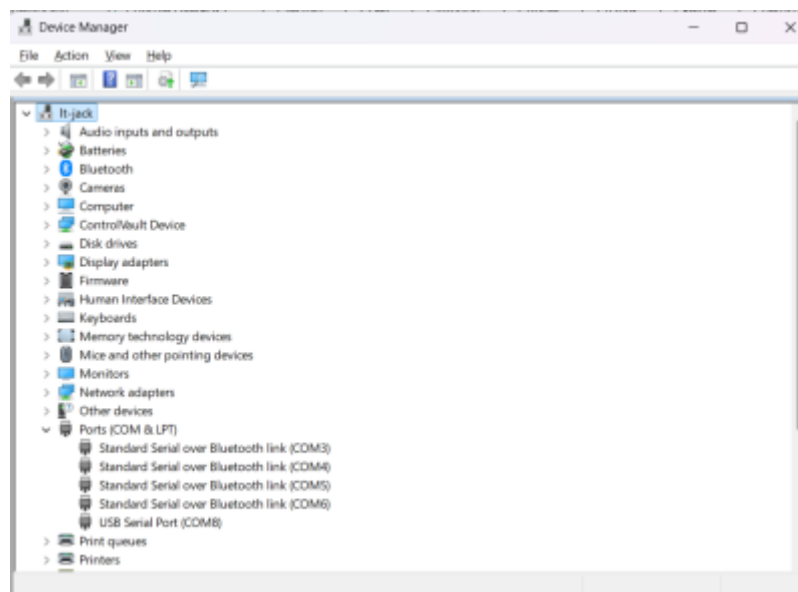 Device Manager
File Action View Help
lt-jack
Audio inputs and outputs
Batteries
Bluetooth
Cameras
Computer
ControlVault Device
Disk drives
Display adapters
Firmware
Human Interface Devices
Keyboards
Memory technology devices
Mice and other pointing devices
Monitors
Network adapters
Other devices
Ports (COM & LPT)
Standard Serial over Bluetooth link (COM3)
Standard Serial over Bluetooth link (COM4)
Standard Serial over Bluetooth link (COM5)
Standard Serial over Bluetooth link (COM6)
USB Serial Port (COM8)
Print queues
Printers